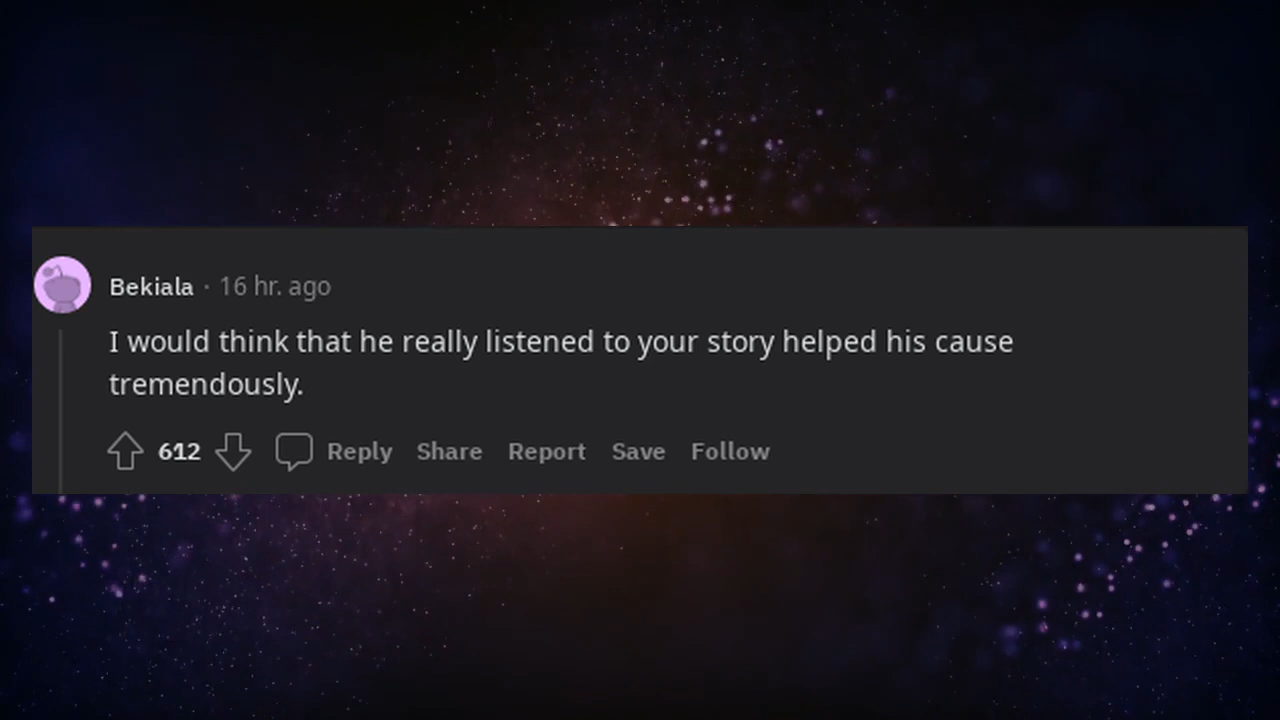 Bekiala · 16 hr. ago
I would think that he really listened to your story helped his cause
tremendously.
612 Reply Share Report Save Follow